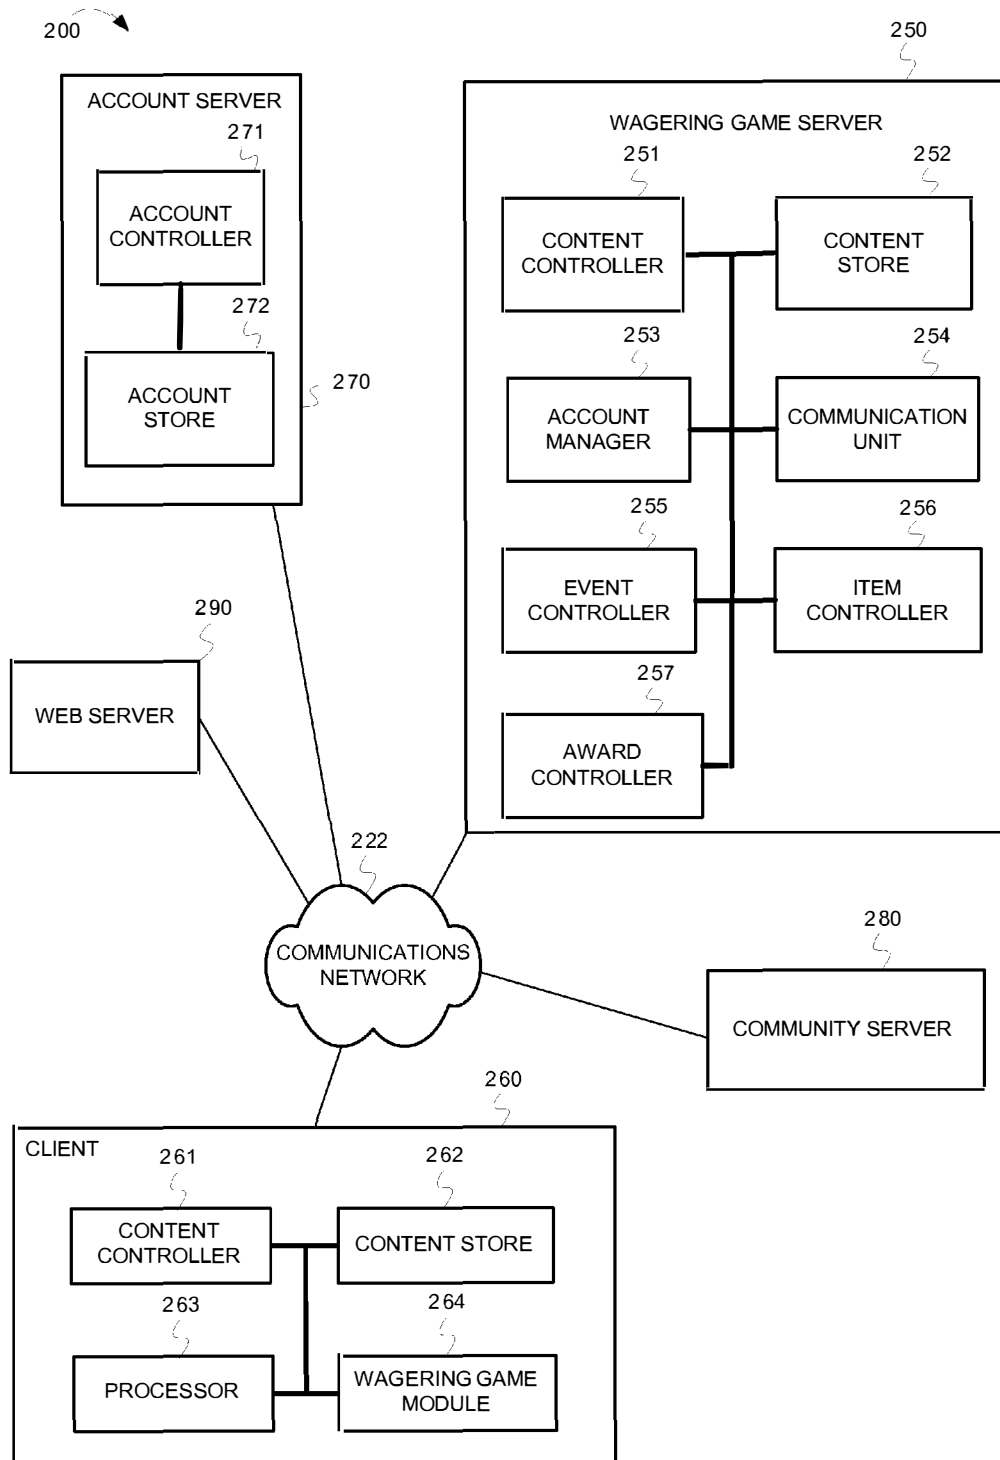 200
250
ACCOUNT SERVER
271
ACCOUNT
CONTROLLER
272
ACCOUNT
STORE
270
WAGERING GAME SERVER
251
252
CONTENT
CONTROLLER
CONTENT
STORE
253
254
ACCOUNT
MANAGER
COMMUNICATION
UNIT
255
256
EVENT
CONTROLLER
ITEM
CONTROLLER
257
AWARD
CONTROLLER
290
WEB SERVER
222
COMMUNICATIONS
NETWORK
280
COMMUNITY SERVER
260
CLIENT
261
262
CONTENT
CONTROLLER
CONTENT STORE
263
264
PROCESSOR
WAGERING GAME
MODULE